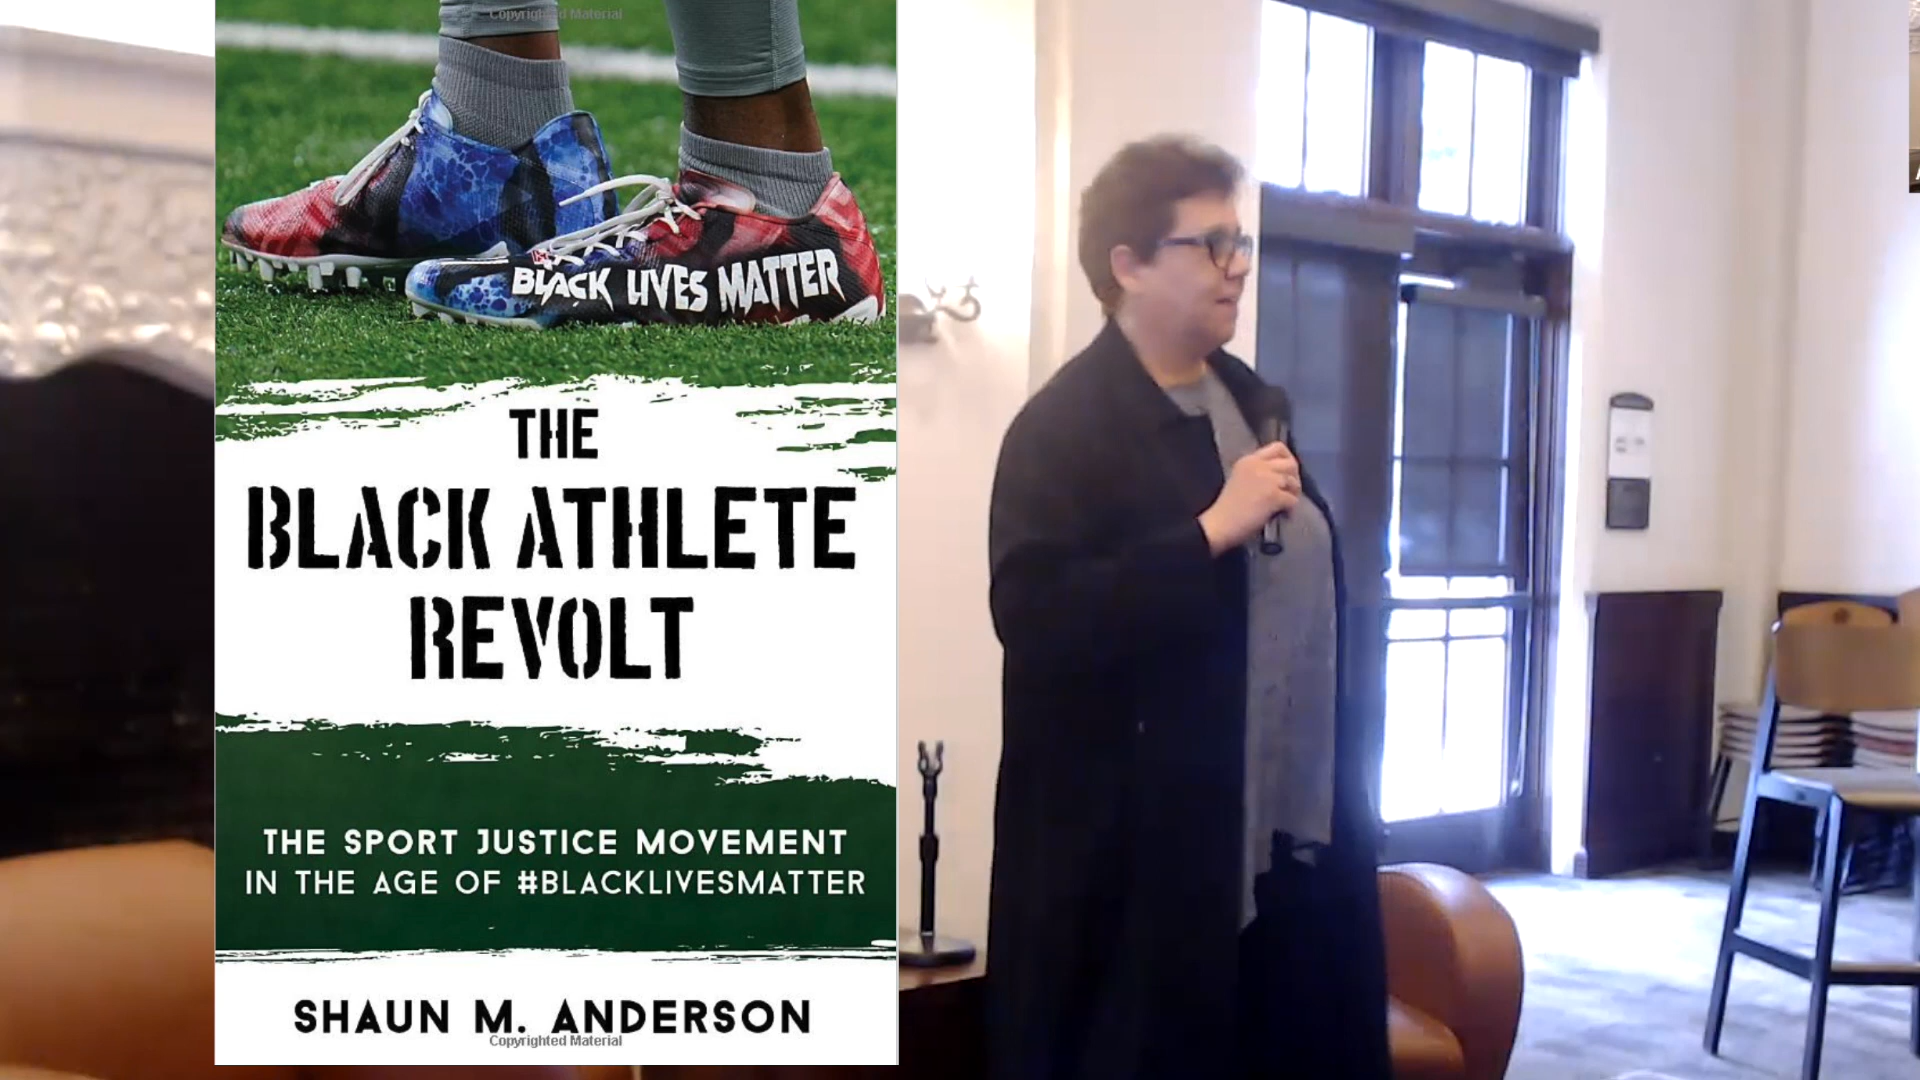 Copyrighted Material
BLACK LIVES MATTER
THE
BLACK ATHLETE
REVOLT
THE SPORT JUSTICE MOVEMENT
IN THE AGE OF #BLACKLIVESMATTER
SHAUN M. ANDERSON
Copyrighted Material